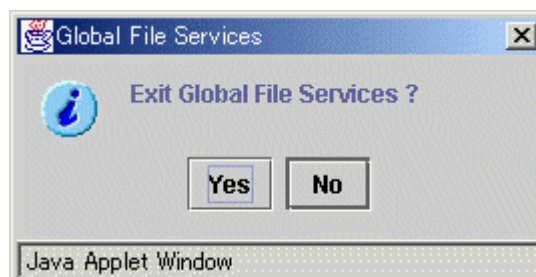 Global File Services
Exit Global File Services ?
Yes No
Java Applet Window